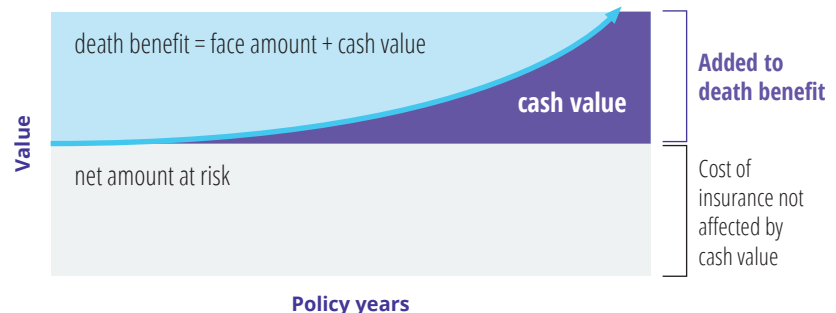 death benefit = face amount + cash value
cash value
Added to
death benefit
Value
net amount at risk
Cost of
insurance not
affected by
cash value
Policy years